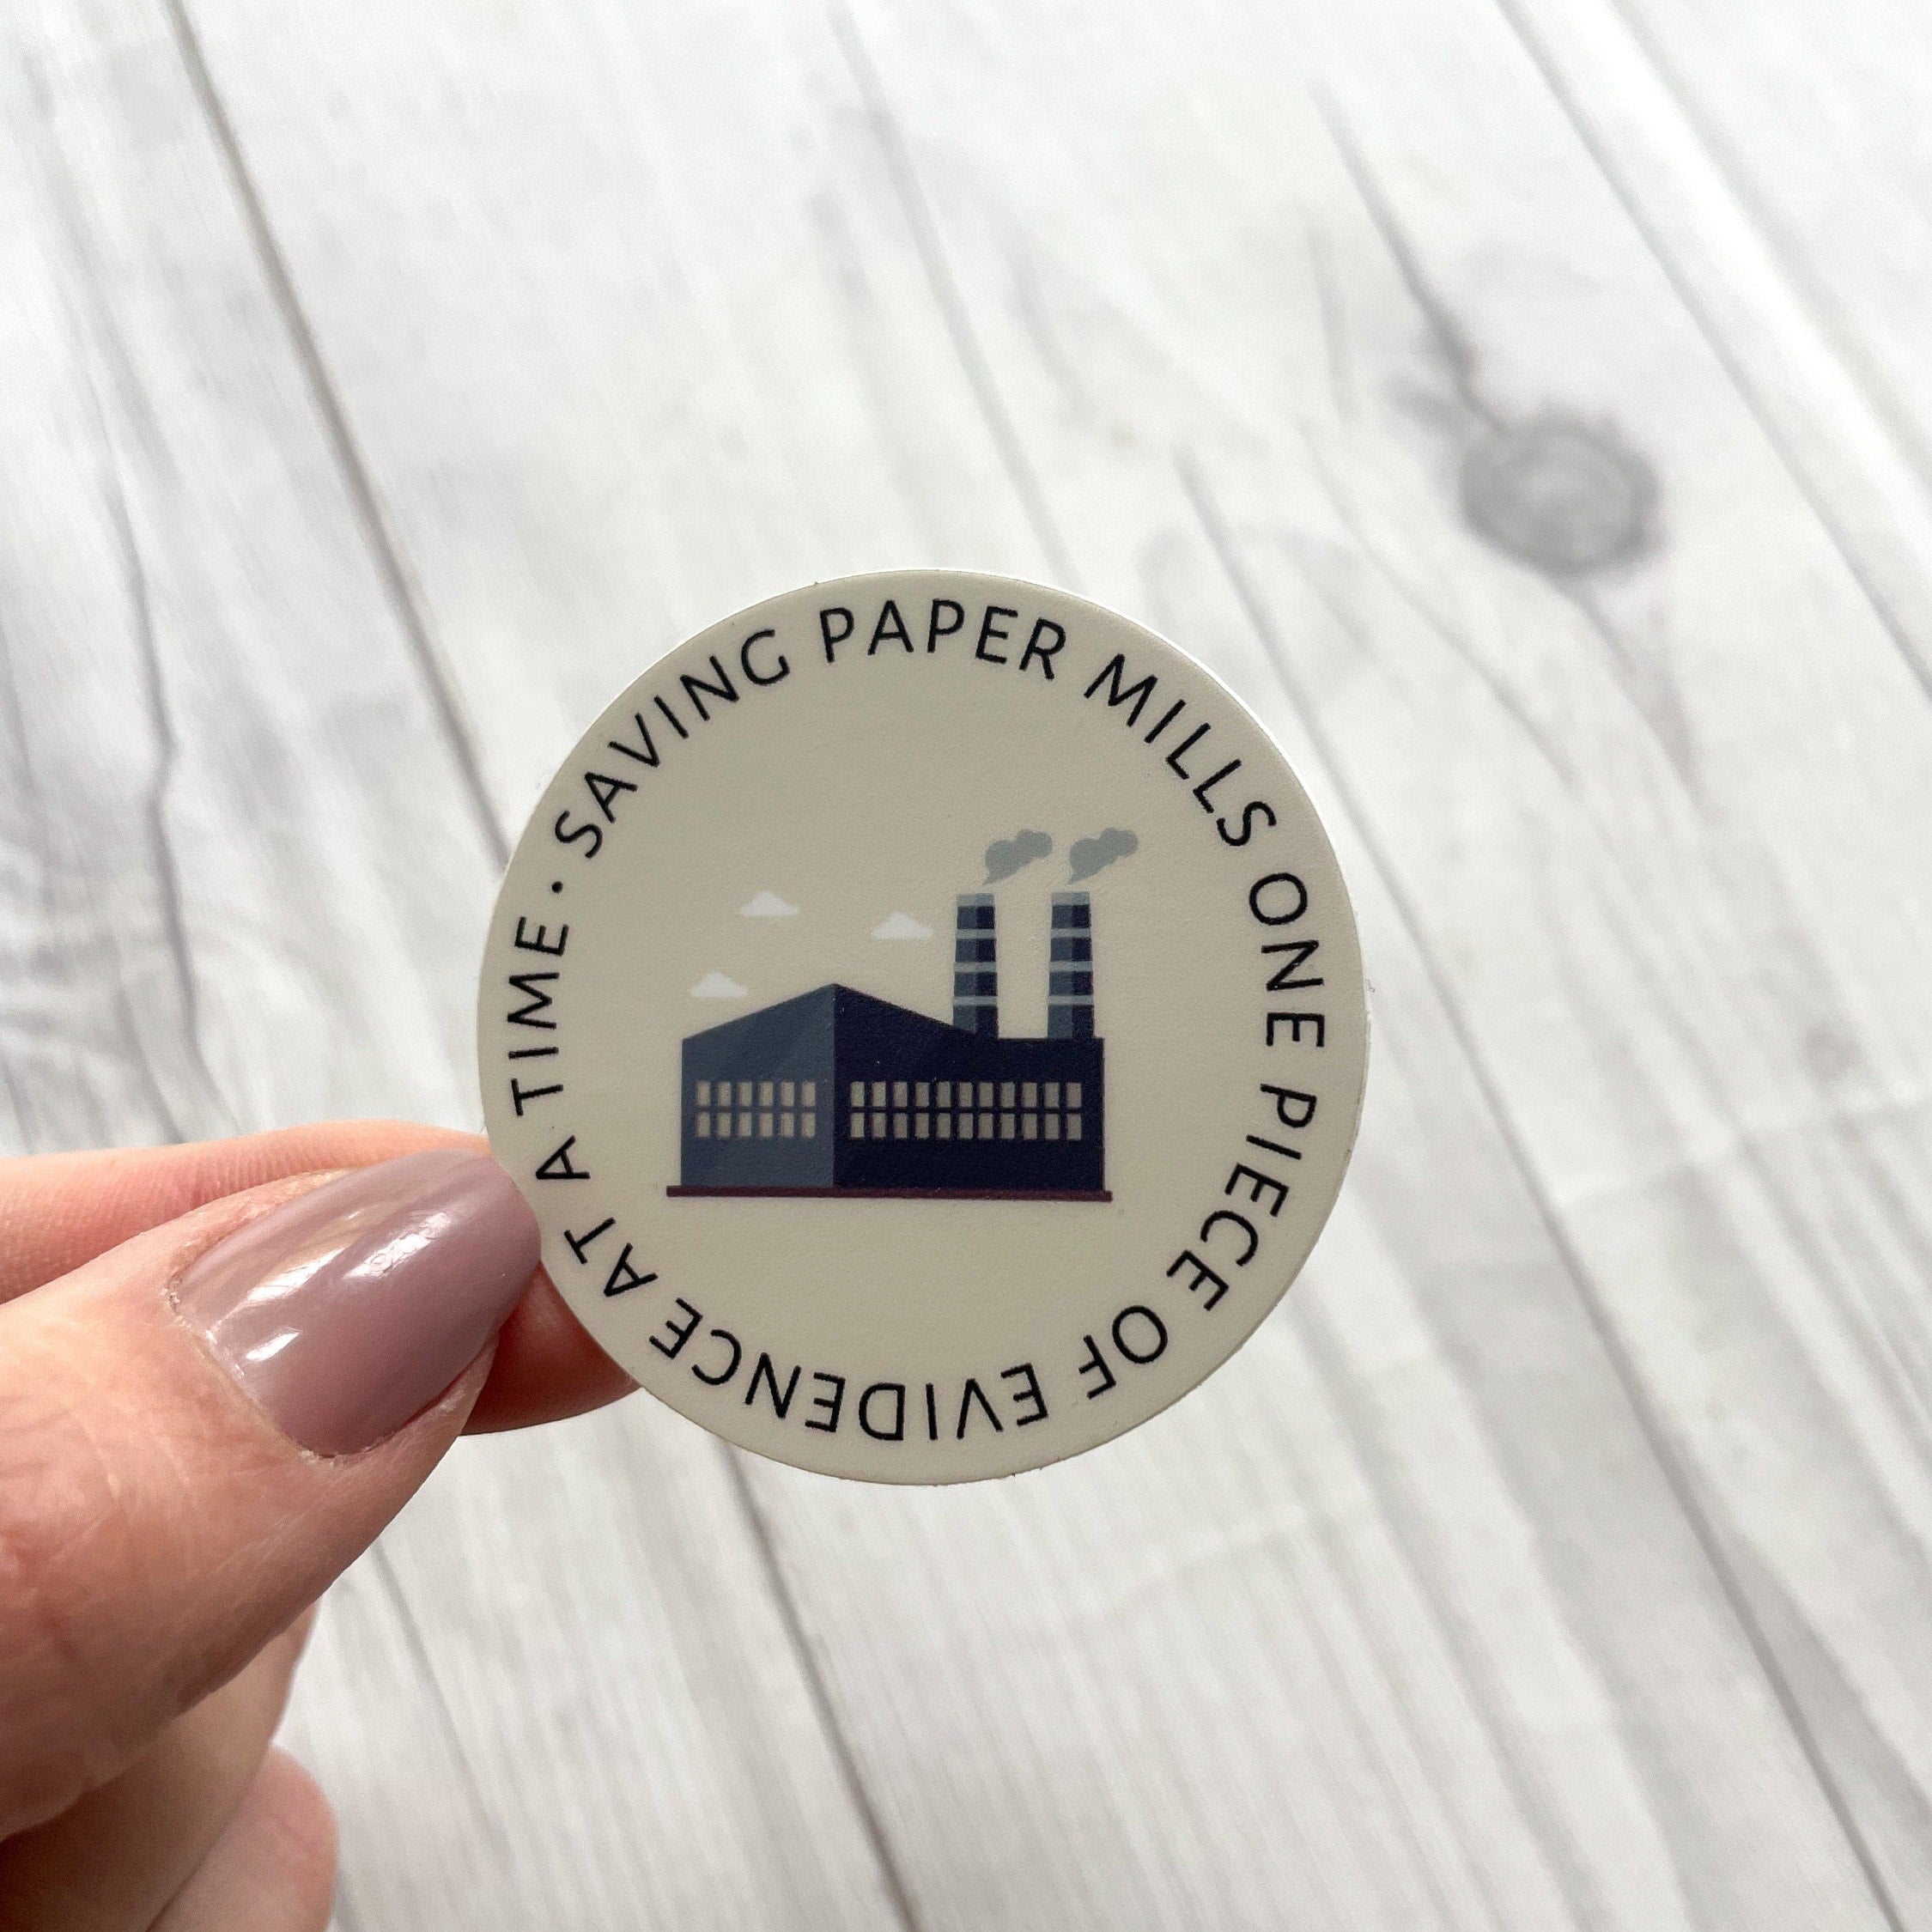 SAVING PAPER MILLS ONE PIECE OF EVIDENCE AT A TIME ·